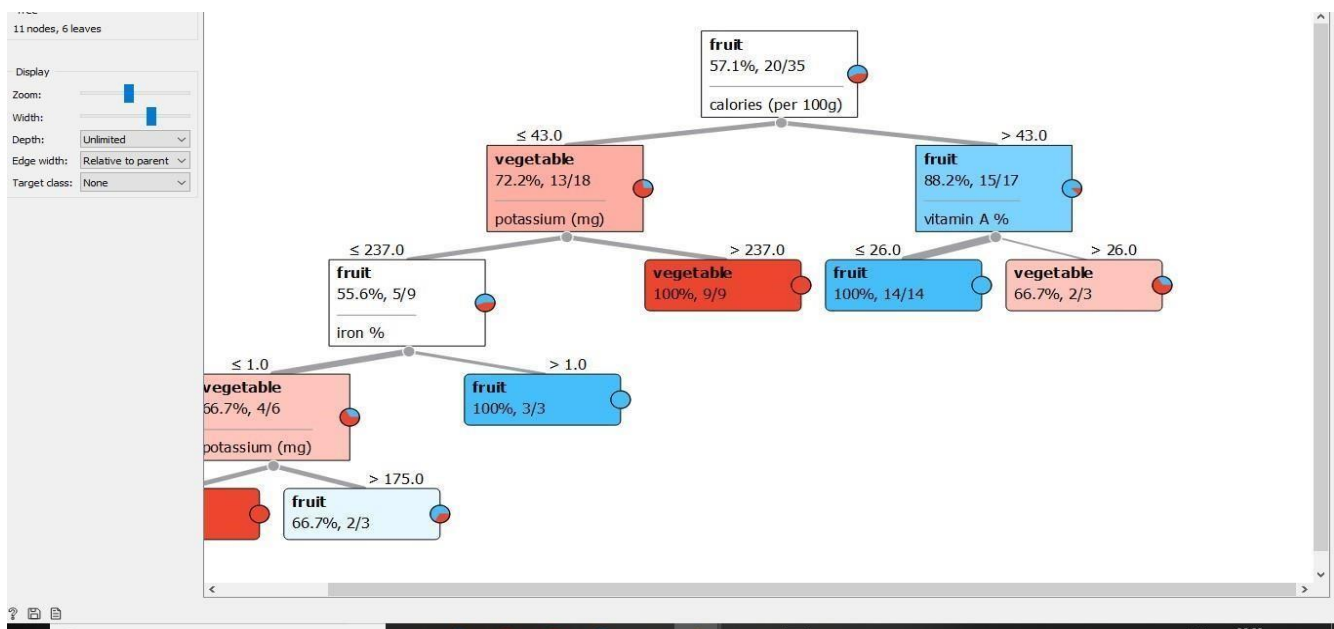 11 nodes, 6 leaves
Display
Zoom:
Width:
Depth: Unlimited
Edge width: Relative to parent
Target class: None
fruit
57.1%, 20/35
calories (per 100g)
≤ 43.0
> 43.0
vegetable
72.2%, 13/18
potassium (mg)
fruit
88.2%, 15/17
vitamin A %
≤ 237.0
> 237.0
≤ 26.0
> 26.0
fruit
55.6%, 5/9
iron %
vegetable
100%, 9/9
fruit
100%, 14/14
vegetable
66.7%, 2/3
≤ 1.0
> 1.0
vegetable
66.7%, 4/6
potassium (mg)
fruit
100%, 3/3
> 175.0
fruit
66.7%, 2/3
?